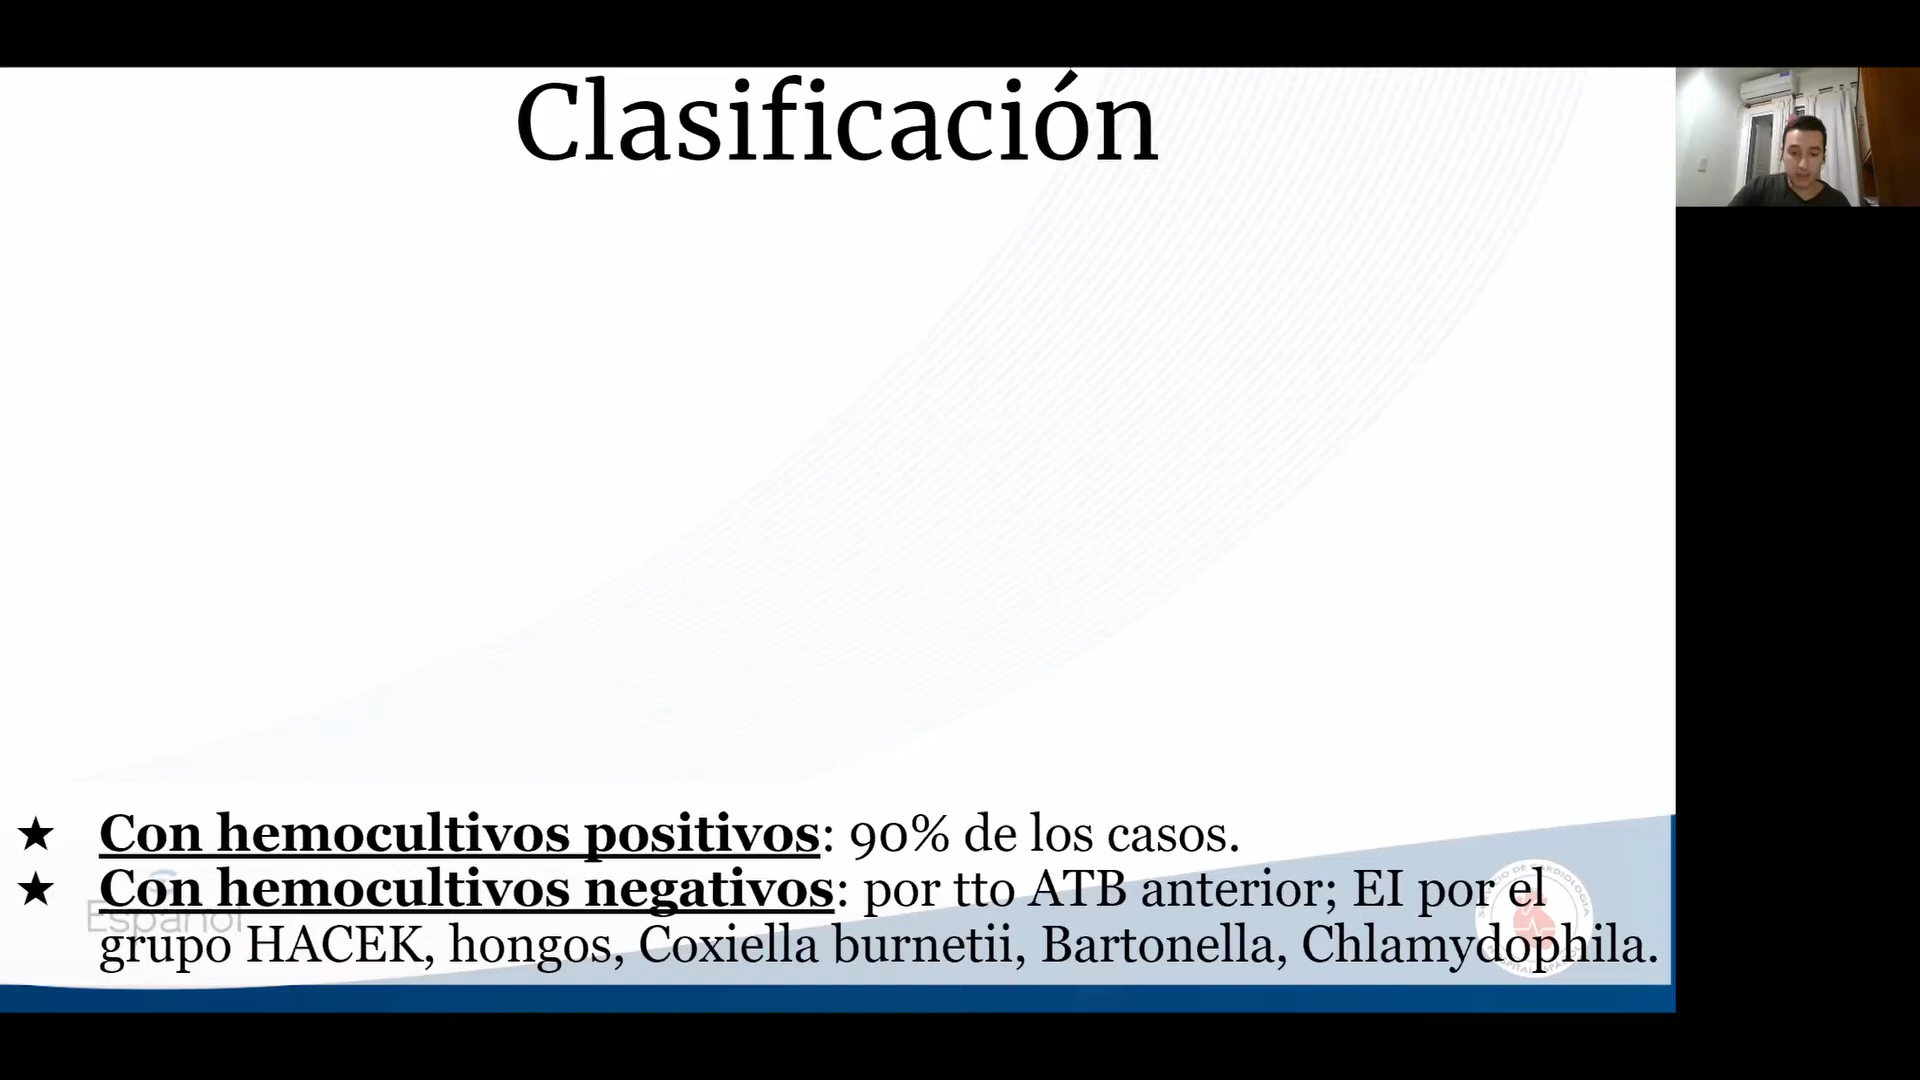 Clasificación
★ Con hemocultivos positivos: 90% de los casos.
★ Con hemocultivos negativos: por tto ATB anterior; EI por el
Español
grupo HACEK, hongos, Coxiella burnetii, Bartonella, Chlamydophila.